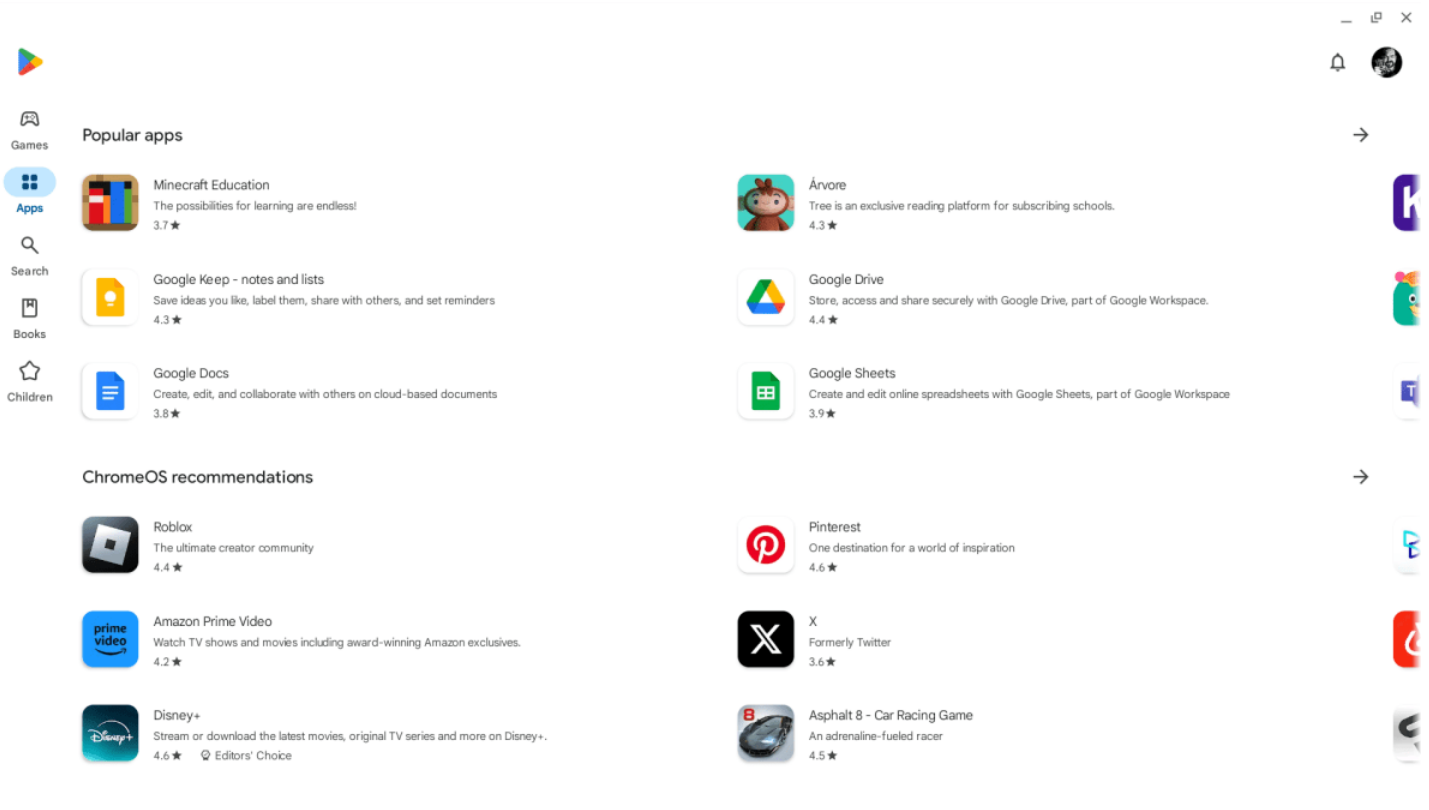 Games
Apps
Search
Books
Children
Popular apps
Minecraft Education
The possibilities for learning are endless!
3.7★
Árvore
Tree is an exclusive reading platform for subscribing schools.
4.3★
Google Keep - notes and lists
Save ideas you like, label them, share with others, and set reminders
4.3★
Google Drive
Store, access and share securely with Google Drive, part of Google Workspace.
4.4★
Google Docs
Create, edit, and collaborate with others on cloud-based documents
3.8★
Google Sheets
Create and edit online spreadsheets with Google Sheets, part of Google Workspace
3.9★
ChromeOS recommendations
Roblox
The ultimate creator community
4.4★
Pinterest
One destination for a world of inspiration
4.6★
prime
video
Amazon Prime Video
Watch TV shows and movies including award-winning Amazon exclusives.
4.2★
X
Formerly Twitter
3.6★
Disney+
Disney+
Stream or download the latest movies, original TV series and more on Disney+.
4.6★ Editors' Choice
8
Asphalt 8 - Car Racing Game
An adrenaline-fueled racer
4.5★